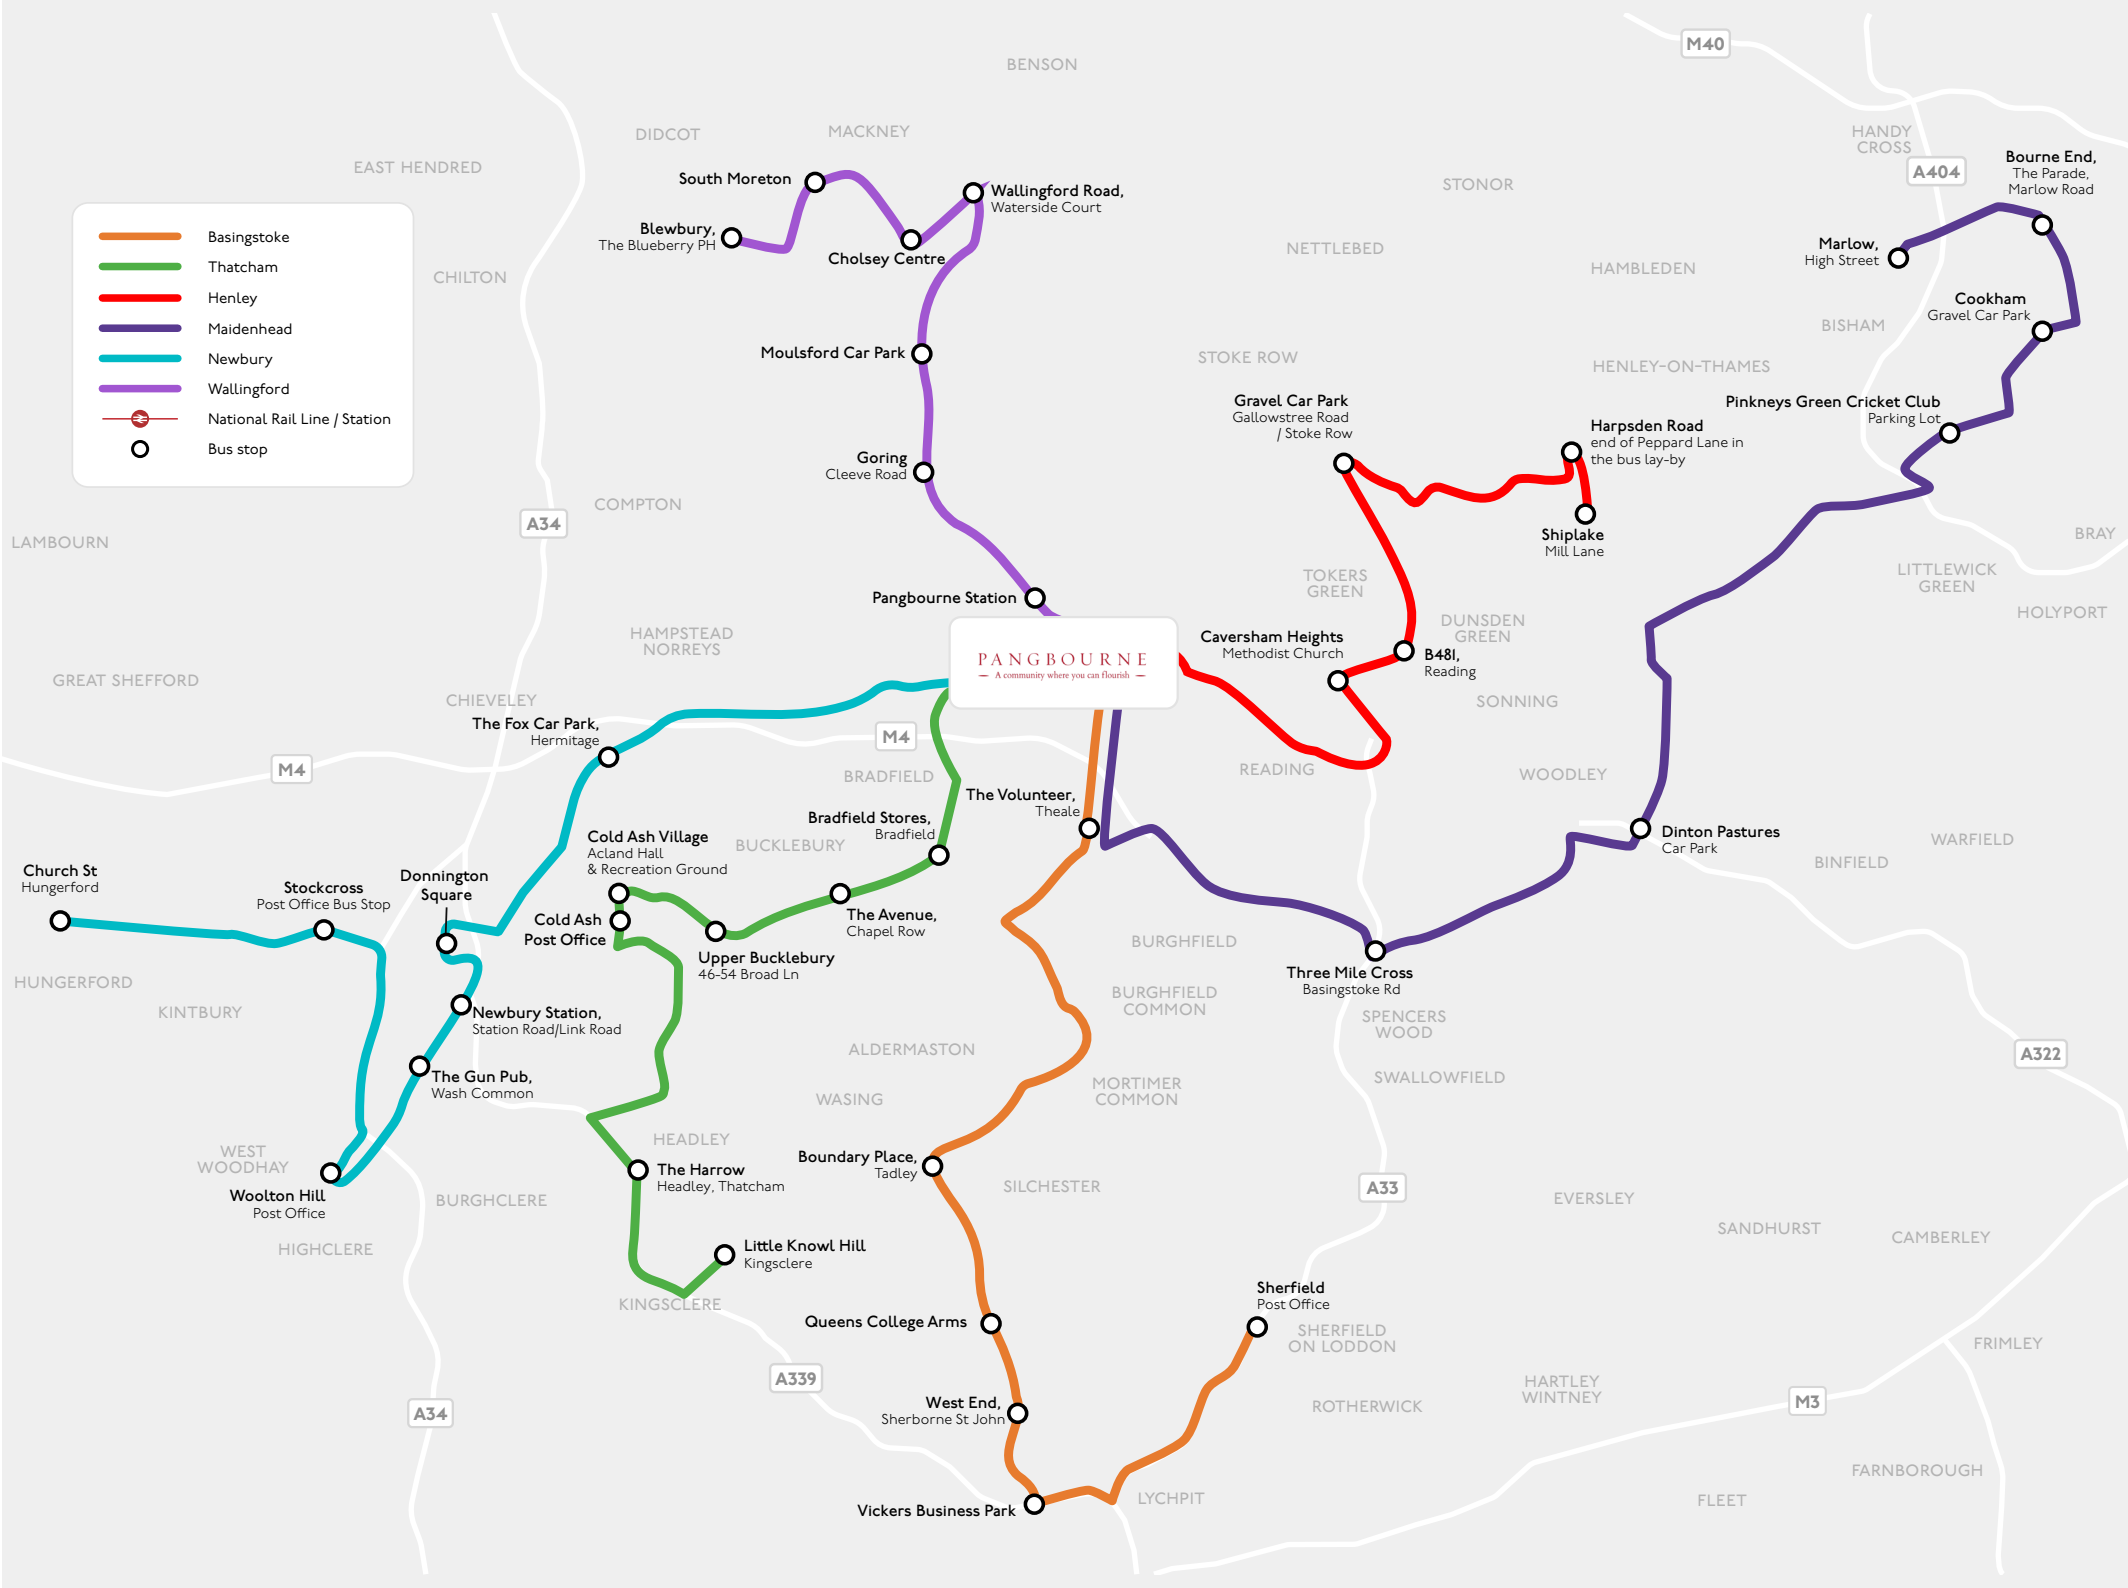 Basingstoke
Thatcham
Henley
Maidenhead
Newbury
Wallingford
National Rail Line / Station
Bus stop
M40
BENSON
DIDCOT
MACKNEY
EAST HENDRED
HANDY
CROSS
A404
Bourne End,
The Parade,
Marlow Road
South Moreton
Wallingford Road,
Waterside Court
STONOR
Blewbury,
The Blueberry PH
Cholsey Centre
NETTLEBED
Marlow,
High Street
HAMBLEDEN
CHILTON
Cookham
Gravel Car Park
BISHAM
Moulsford Car Park
STOKE ROW
HENLEY-ON-THAMES
Gravel Car Park
Gallowstree Road
/ Stoke Row
Pinkneys Green Cricket Club
Parking Lot
Harpsden Road
end of Peppard Lane in
the bus lay-by
Goring
Cleeve Road
COMPTON
A34
LAMBOURN
Shiplake
Mill Lane
BRAY
TOKERS
GREEN
LITTLEWICK
GREEN
HOLYPORT
Pangbourne Station
DUNSDEN
GREEN
HAMPSTEAD
NORREYS
Caversham Heights
Methodist Church
B481,
Reading
PANGBOURNE
A community where you can flourish
GREAT SHEFFORD
CHIEVELEY
SONNING
The Fox Car Park,
Hermitage
M4
M4
BRADFIELD
READING
WOODLEY
The Volunteer,
Theale
Bradfield Stores,
Bradfield
Cold Ash Village
Acland Hall
& Recreation Ground
BUCKLEBURY
Dinton Pastures
Car Park
WARFIELD
BINFIELD
Church St
Hungerford
Stockcross
Post Office Bus Stop
Donnington
Square
Cold Ash
Post Office
The Avenue,
Chapel Row
Upper Bucklebury
46-54 Broad Ln
BURGHFIELD
Three Mile Cross
Basingstoke Rd
HUNGERFORD
KINTBURY
Newbury Station,
Station Road/Link Road
BURGHFIELD
COMMON
SPENCERS
WOOD
ALDERMASTON
A322
The Gun Pub,
Wash Common
WASING
MORTIMER
COMMON
SWALLOWFIELD
WEST
WOODHAY
HEADLEY
The Harrow
Headley, Thatcham
Boundary Place,
Tadley
SILCHESTER
A33
Woolton Hill
Post Office
BURGHCLERE
EVERSLEY
SANDHURST
CAMBERLEY
HIGHCLERE
Little Knowl Hill
Kingsclere
KINGSCLERE
Sherfield
Post Office
Queens College Arms
SHERFIELD
ON LODDON
FRIMLEY
A339
A34
West End,
Sherborne St John
ROTHERWICK
HARTLEY
WINTNEY
M3
FARNBOROUGH
Vickers Business Park
LYCHPIT
FLEET